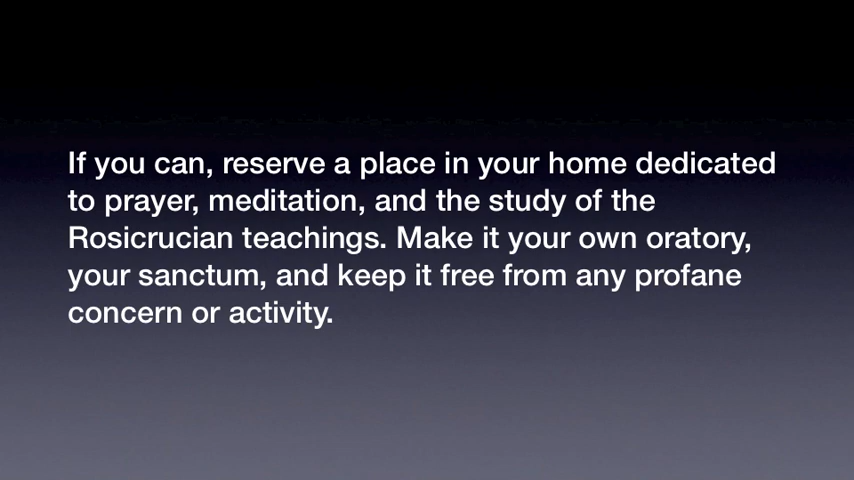 If you can, reserve a place in your home dedicated
to prayer, meditation, and the study of the
Rosicrucian teachings. Make it your own oratory,
your sanctum, and keep it free from any profane
concern or activity.